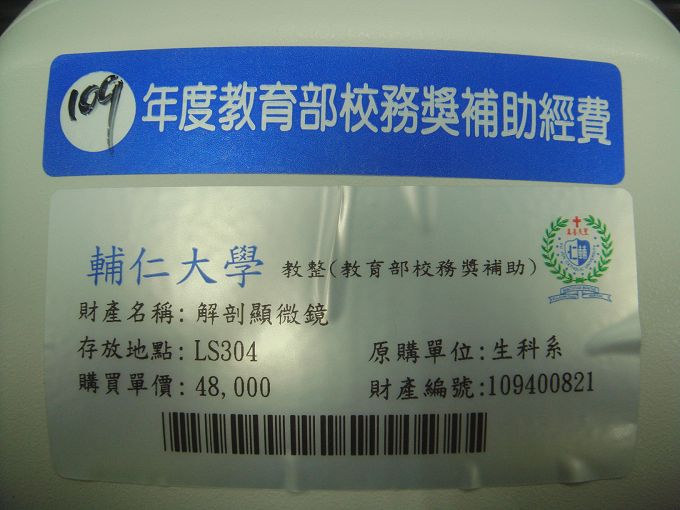 109年度教育部校務獎補助經費
輔仁大學 教整(教育部校務獎補助)
財產名稱: 解剖顯微鏡
存放地點: LS304 原購單位: 生科系
購買單價: 48,000 財產編號:109400821